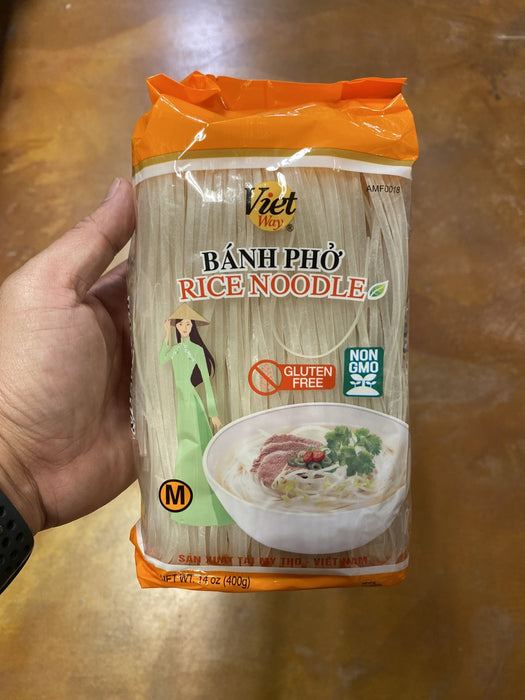 Viet
Way®
AMF0018
BÁNH PHỞ
RICE NOODLE
GLUTEN
FREE
NON
GMO
M
SẢN XUẤT TẠI MỸ THO - VIỆT NAM
NET WT. 14 oz (400g)